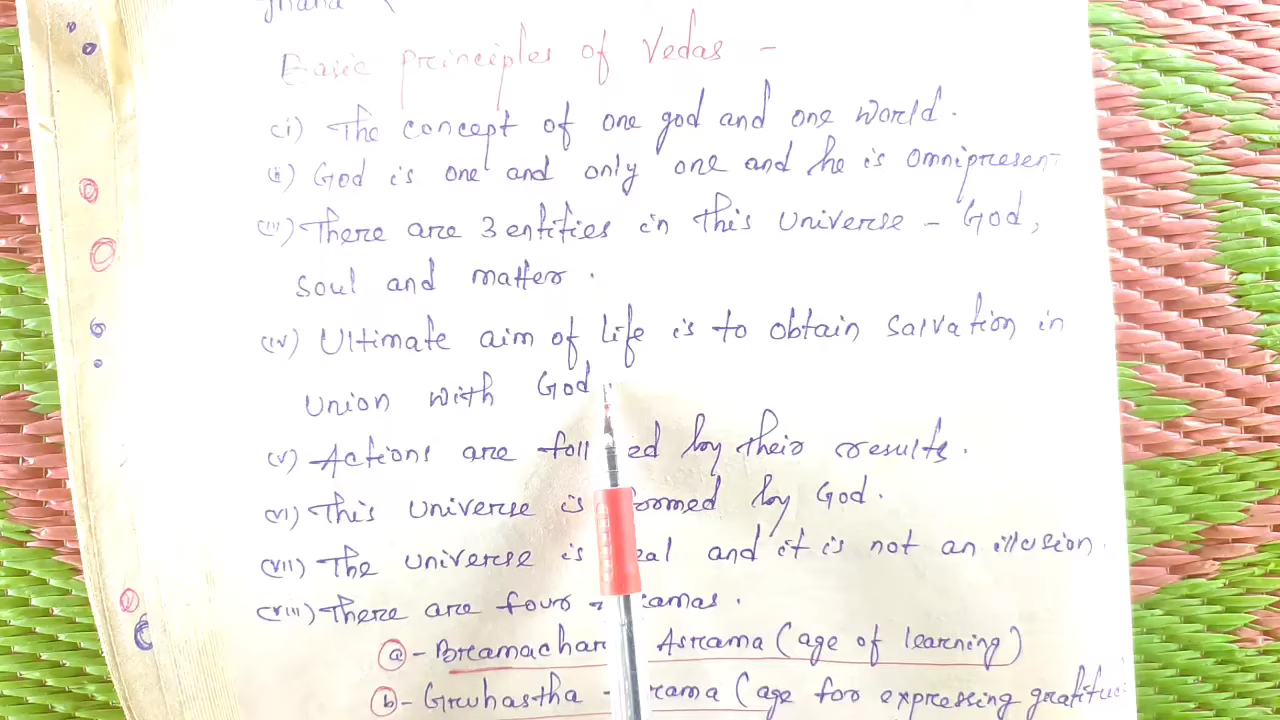 Basic principles of Vedas -
(i) The concept of one god and one world.
(ii) God is one and only one and he is omnipresen
(iii) There are 3 entities in this universe - God,
soul and matter.
(iv) Ultimate aim of life is to obtain salvation in
union with God.
(v) Actions are foll ed by their results.
(vi) This universe is formed by God.
(vii) The universe is eal and it is not an illusion.
(viii) There are four amas.
(a) - Bramachar Asrama (age of learning)
(b) - Gruhastha - rama (age for expressing gratitud